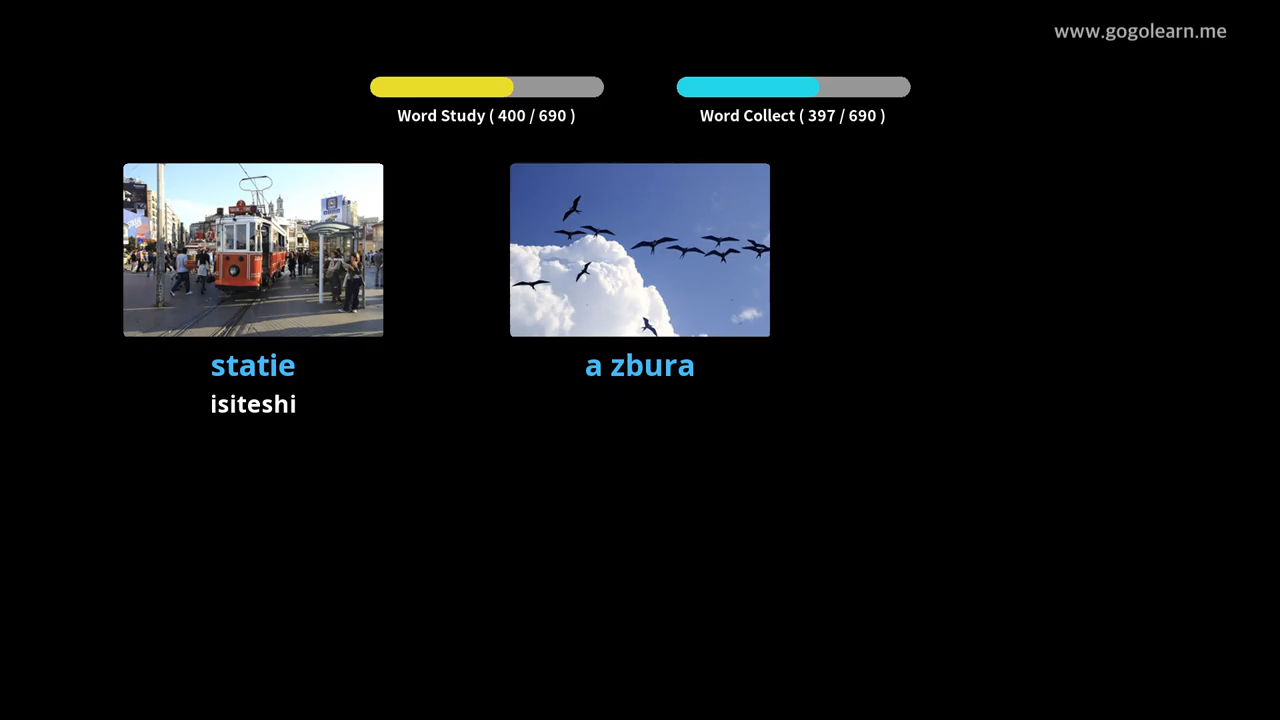 www.gogolearn.me
Word Study ( 400 / 690 )
Word Collect ( 397 / 690 )
statie
a zbura
isiteshi